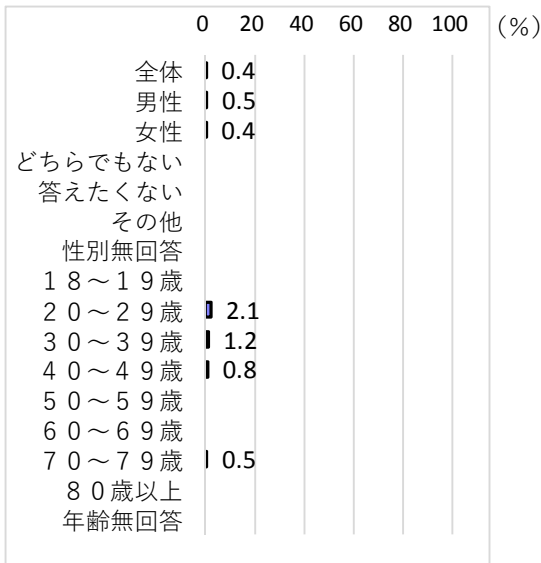 0 20 40 60 80 100 (%)
全体 0.4
男性 0.5
女性 0.4
どちらでもない
答えたくない
その他
性別無回答
１８～１９歳
２０～２９歳 2.1
３０～３９歳 1.2
４０～４９歳 0.8
５０～５９歳
６０～６９歳
７０～７９歳 0.5
８０歳以上
年齢無回答